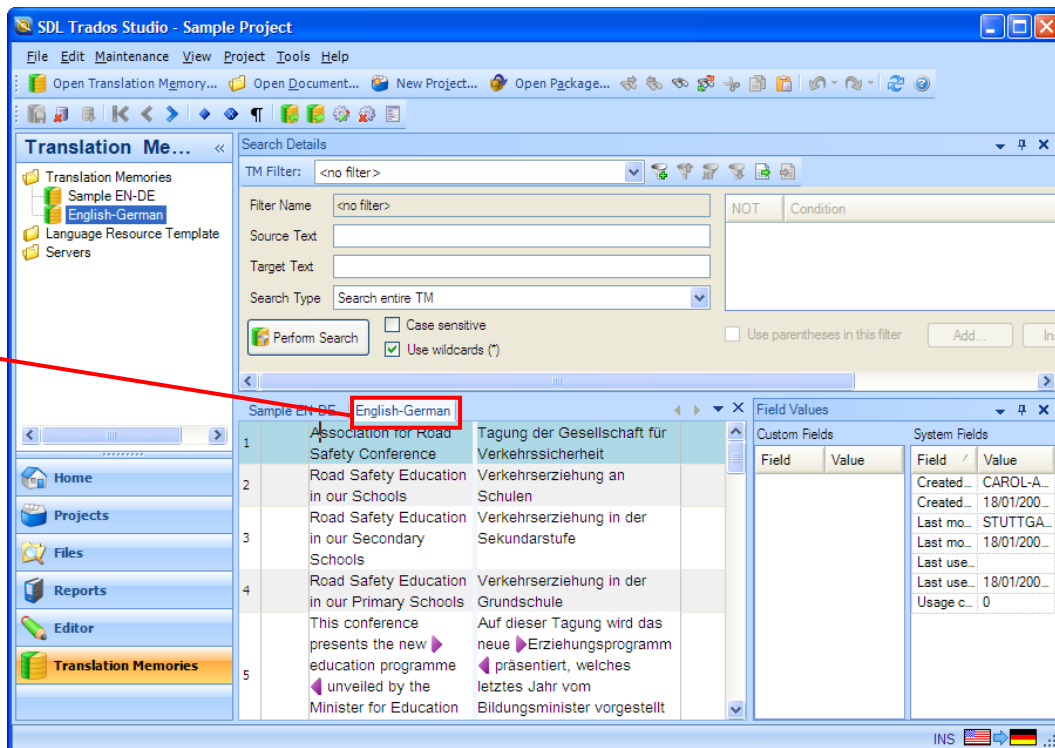 SDL Trados Studio - Sample Project
File Edit Maintenance View Project Tools Help
Open Translation Memory... Open Document... New Project... Open Package...
Translation Me...
Translation Memories
Sample EN-DE
English-German
Language Resource Template
Servers
Home
Projects
Files
Reports
Editor
Translation Memories
Search Details
TM Filter: <no filter>
Filter Name <no filter>
Source Text
Target Text
Search Type Search entire TM
Perform Search
Case sensitive
Use wildcards (*)
NOT Condition
Use parentheses in this filter Add... In
Sample EN-DE English-German
1 Association for Road Tagung der Gesellschaft für
Safety Conference Verkehrssicherheit
2 Road Safety Education Verkehrserziehung an
in our Schools Schulen
3 Road Safety Education Verkehrserziehung in der
in our Secondary Sekundarstufe
Schools
4 Road Safety Education Verkehrserziehung in der
in our Primary Schools Grundschule
5 This conference Auf dieser Tagung wird das
presents the new neue Erziehungsprogramm
education programme präsentiert, welches
unveiled by the letztes Jahr vom
Minister for Education Bildungsminister vorgestellt
Field Values
Custom Fields System Fields
Field Value Field Value
Created... CAROL-A...
Created... 18/01/200...
Last mo... STUTTGA...
Last mo... 18/01/200...
Last use...
Last use... 18/01/200...
Usage c... 0
INS